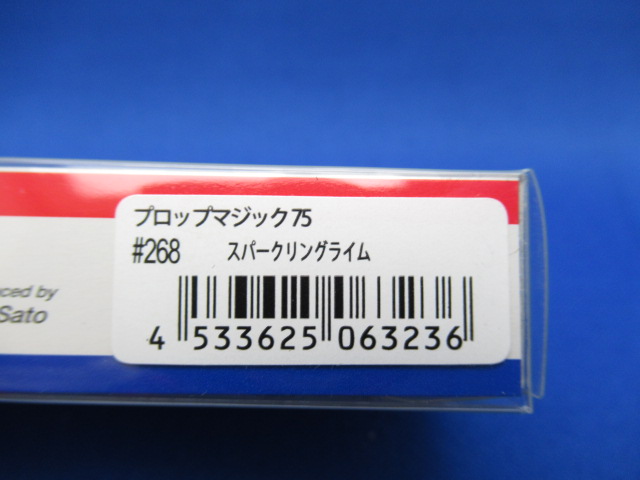 プロップマジック75
#268 スパークリングライム
4 533625 063236
ced by
Sato